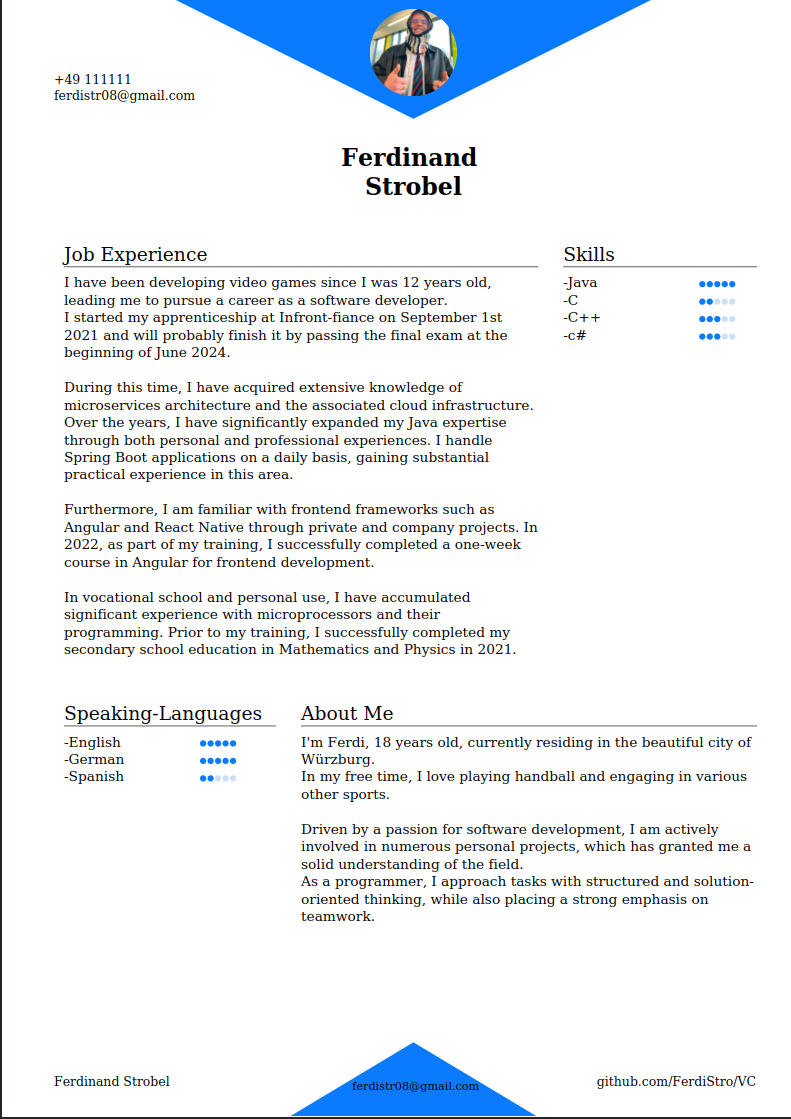 +49 111111
ferdistr08@gmail.com
Ferdinand
Strobel
Job Experience
I have been developing video games since I was 12 years old,
leading me to pursue a career as a software developer.
I started my apprenticeship at Infront-fiance on September 1st
2021 and will probably finish it by passing the final exam at the
beginning of June 2024.
During this time, I have acquired extensive knowledge of
microservices architecture and the associated cloud infrastructure.
Over the years, I have significantly expanded my Java expertise
through both personal and professional experiences. I handle
Spring Boot applications on a daily basis, gaining substantial
practical experience in this area.
Furthermore, I am familiar with frontend frameworks such as
Angular and React Native through private and company projects. In
2022, as part of my training, I successfully completed a one-week
course in Angular for frontend development.
In vocational school and personal use, I have accumulated
significant experience with microprocessors and their
programming. Prior to my training, I successfully completed my
secondary school education in Mathematics and Physics in 2021.
Skills
-Java
-C
-C++
-c#
Speaking-Languages
-English
-German
-Spanish
About Me
I'm Ferdi, 18 years old, currently residing in the beautiful city of
Würzburg.
In my free time, I love playing handball and engaging in various
other sports.
Driven by a passion for software development, I am actively
involved in numerous personal projects, which has granted me a
solid understanding of the field.
As a programmer, I approach tasks with structured and solution-
oriented thinking, while also placing a strong emphasis on
teamwork.
Ferdinand Strobel
ferdistr08@gmail.com
github.com/FerdiStro/VC